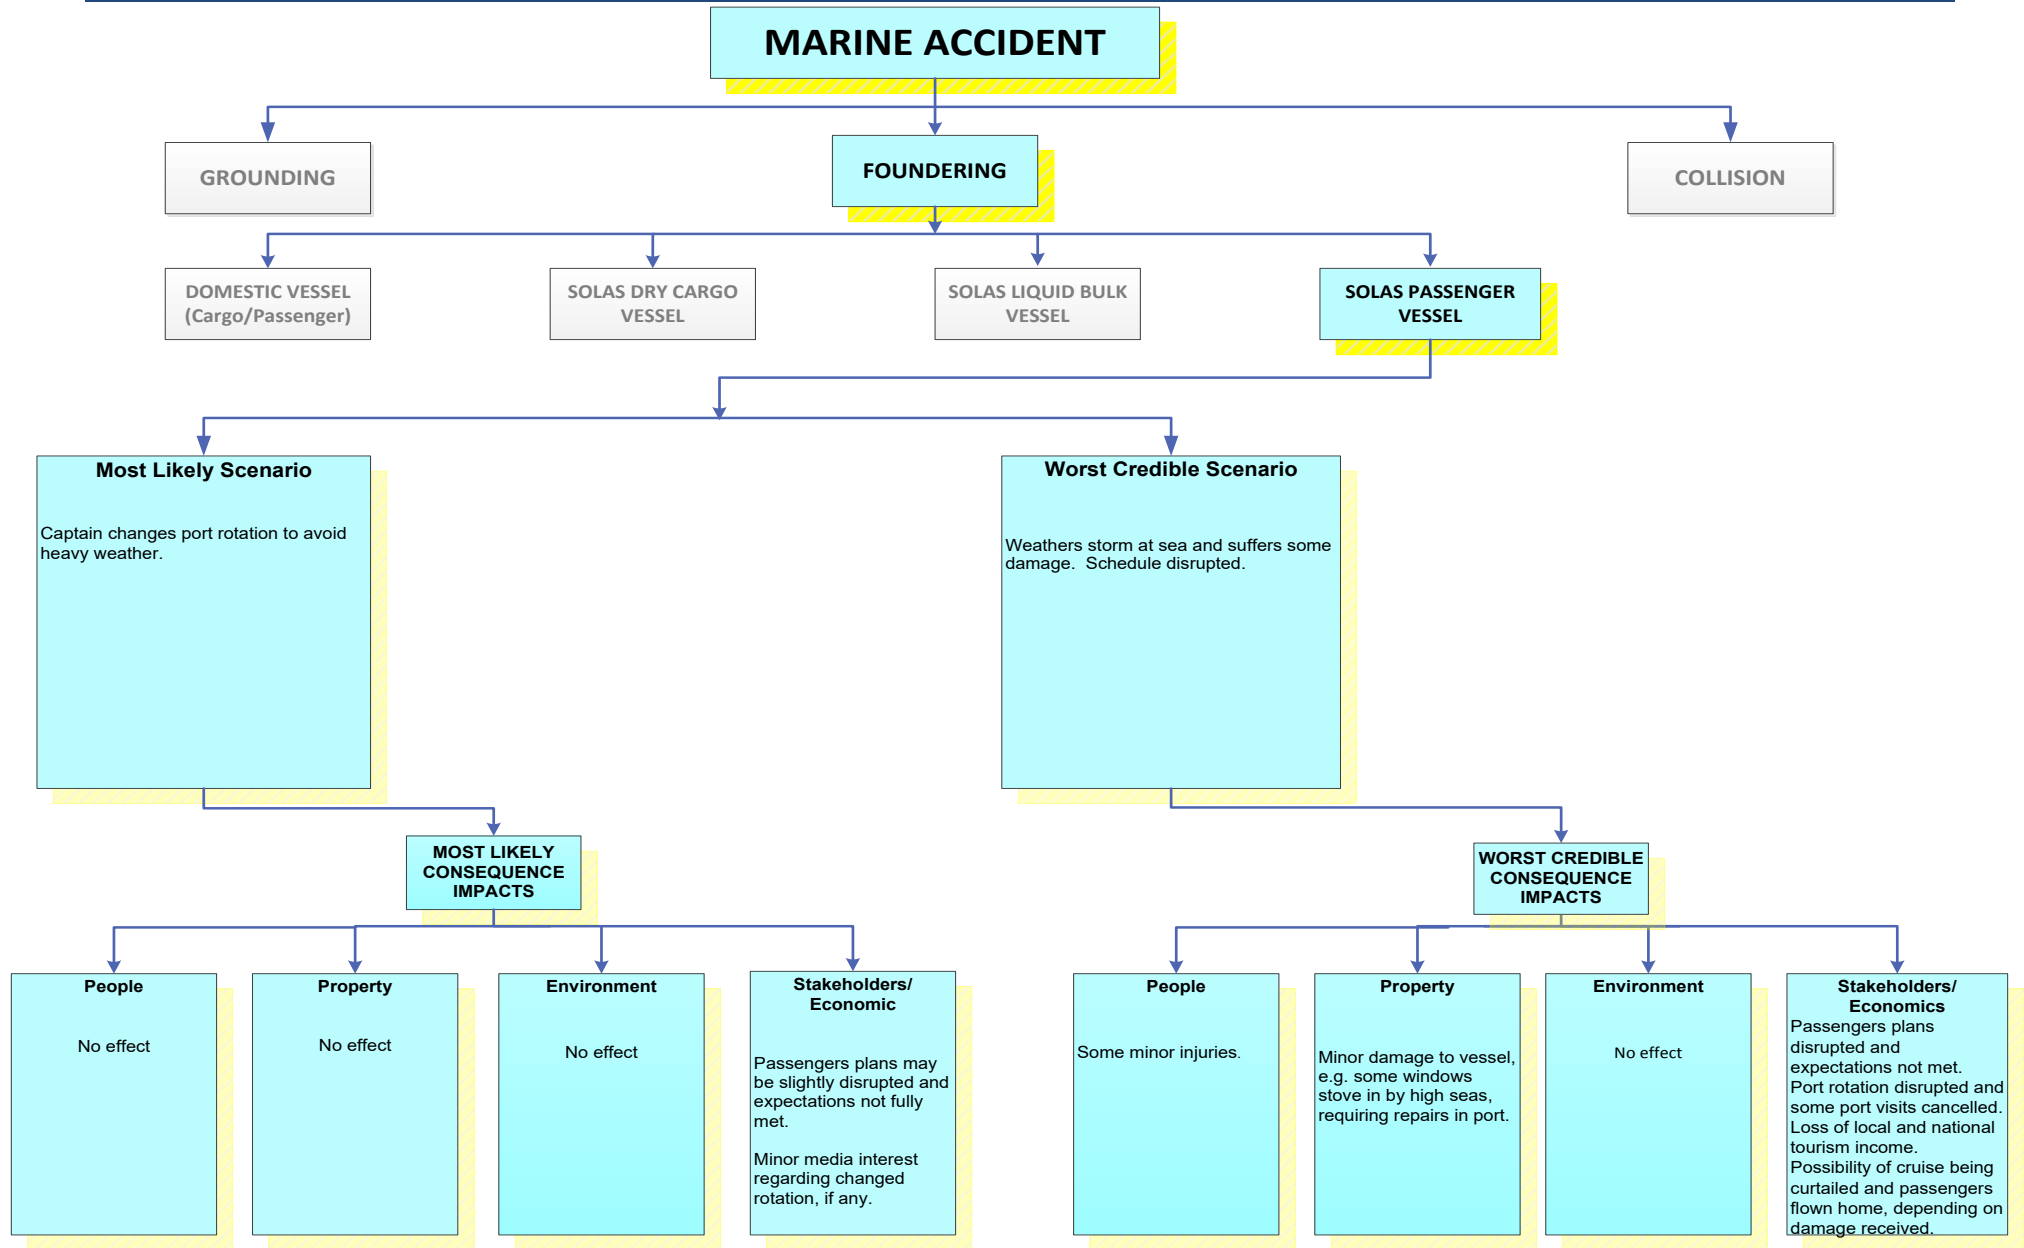 MARINE ACCIDENT
GROUNDING
FOUNDERING
COLLISION
DOMESTIC VESSEL
(Cargo/Passenger)
SOLAS DRY CARGO
VESSEL
SOLAS LIQUID BULK
VESSEL
SOLAS PASSENGER
VESSEL
Most Likely Scenario
Captain changes port rotation to avoid
heavy weather.
Worst Credible Scenario
Weathers storm at sea and suffers some
damage.  Schedule disrupted.
MOST LIKELY
CONSEQUENCE
IMPACTS
WORST CREDIBLE
CONSEQUENCE
IMPACTS
People
No effect
Property
No effect
Environment
No effect
Stakeholders/
Economic
Passengers plans may
be slightly disrupted and
expectations not fully
met.
Minor media interest
regarding changed
rotation, if any.
People
Some minor injuries.
Property
Minor damage to vessel,
e.g. some windows
stove in by high seas,
requiring repairs in port.
Environment
No effect
Stakeholders/
Economics
Passengers plans
disrupted and
expectations not met.
Port rotation disrupted and
some port visits cancelled.
Loss of local and national
tourism income.
Possibility of cruise being
curtailed and passengers
flown home, depending on
damage received.